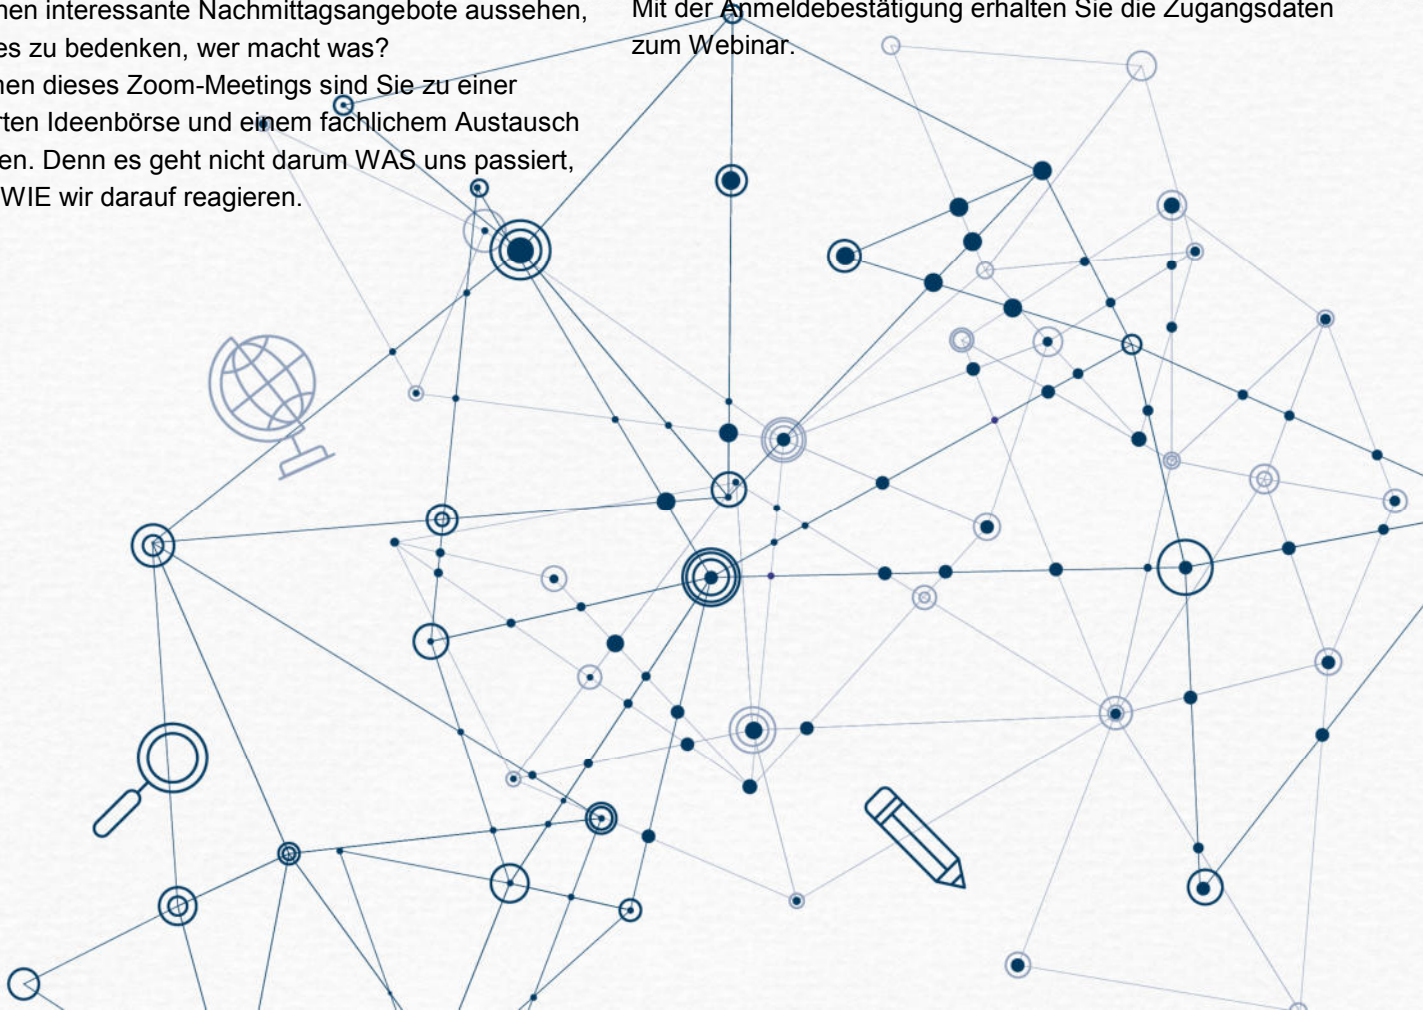 nen interessante Nachmittagsangebote aussehen,
es zu bedenken, wer macht was?
nen dieses Zoom-Meetings sind Sie zu einer
rten Ideenbörse und einem fachlichem Austausch
en. Denn es geht nicht darum WAS uns passiert,
WIE wir darauf reagieren.
Mit der Anmeldebestätigung erhalten Sie die Zugangsdaten
zum Webinar.